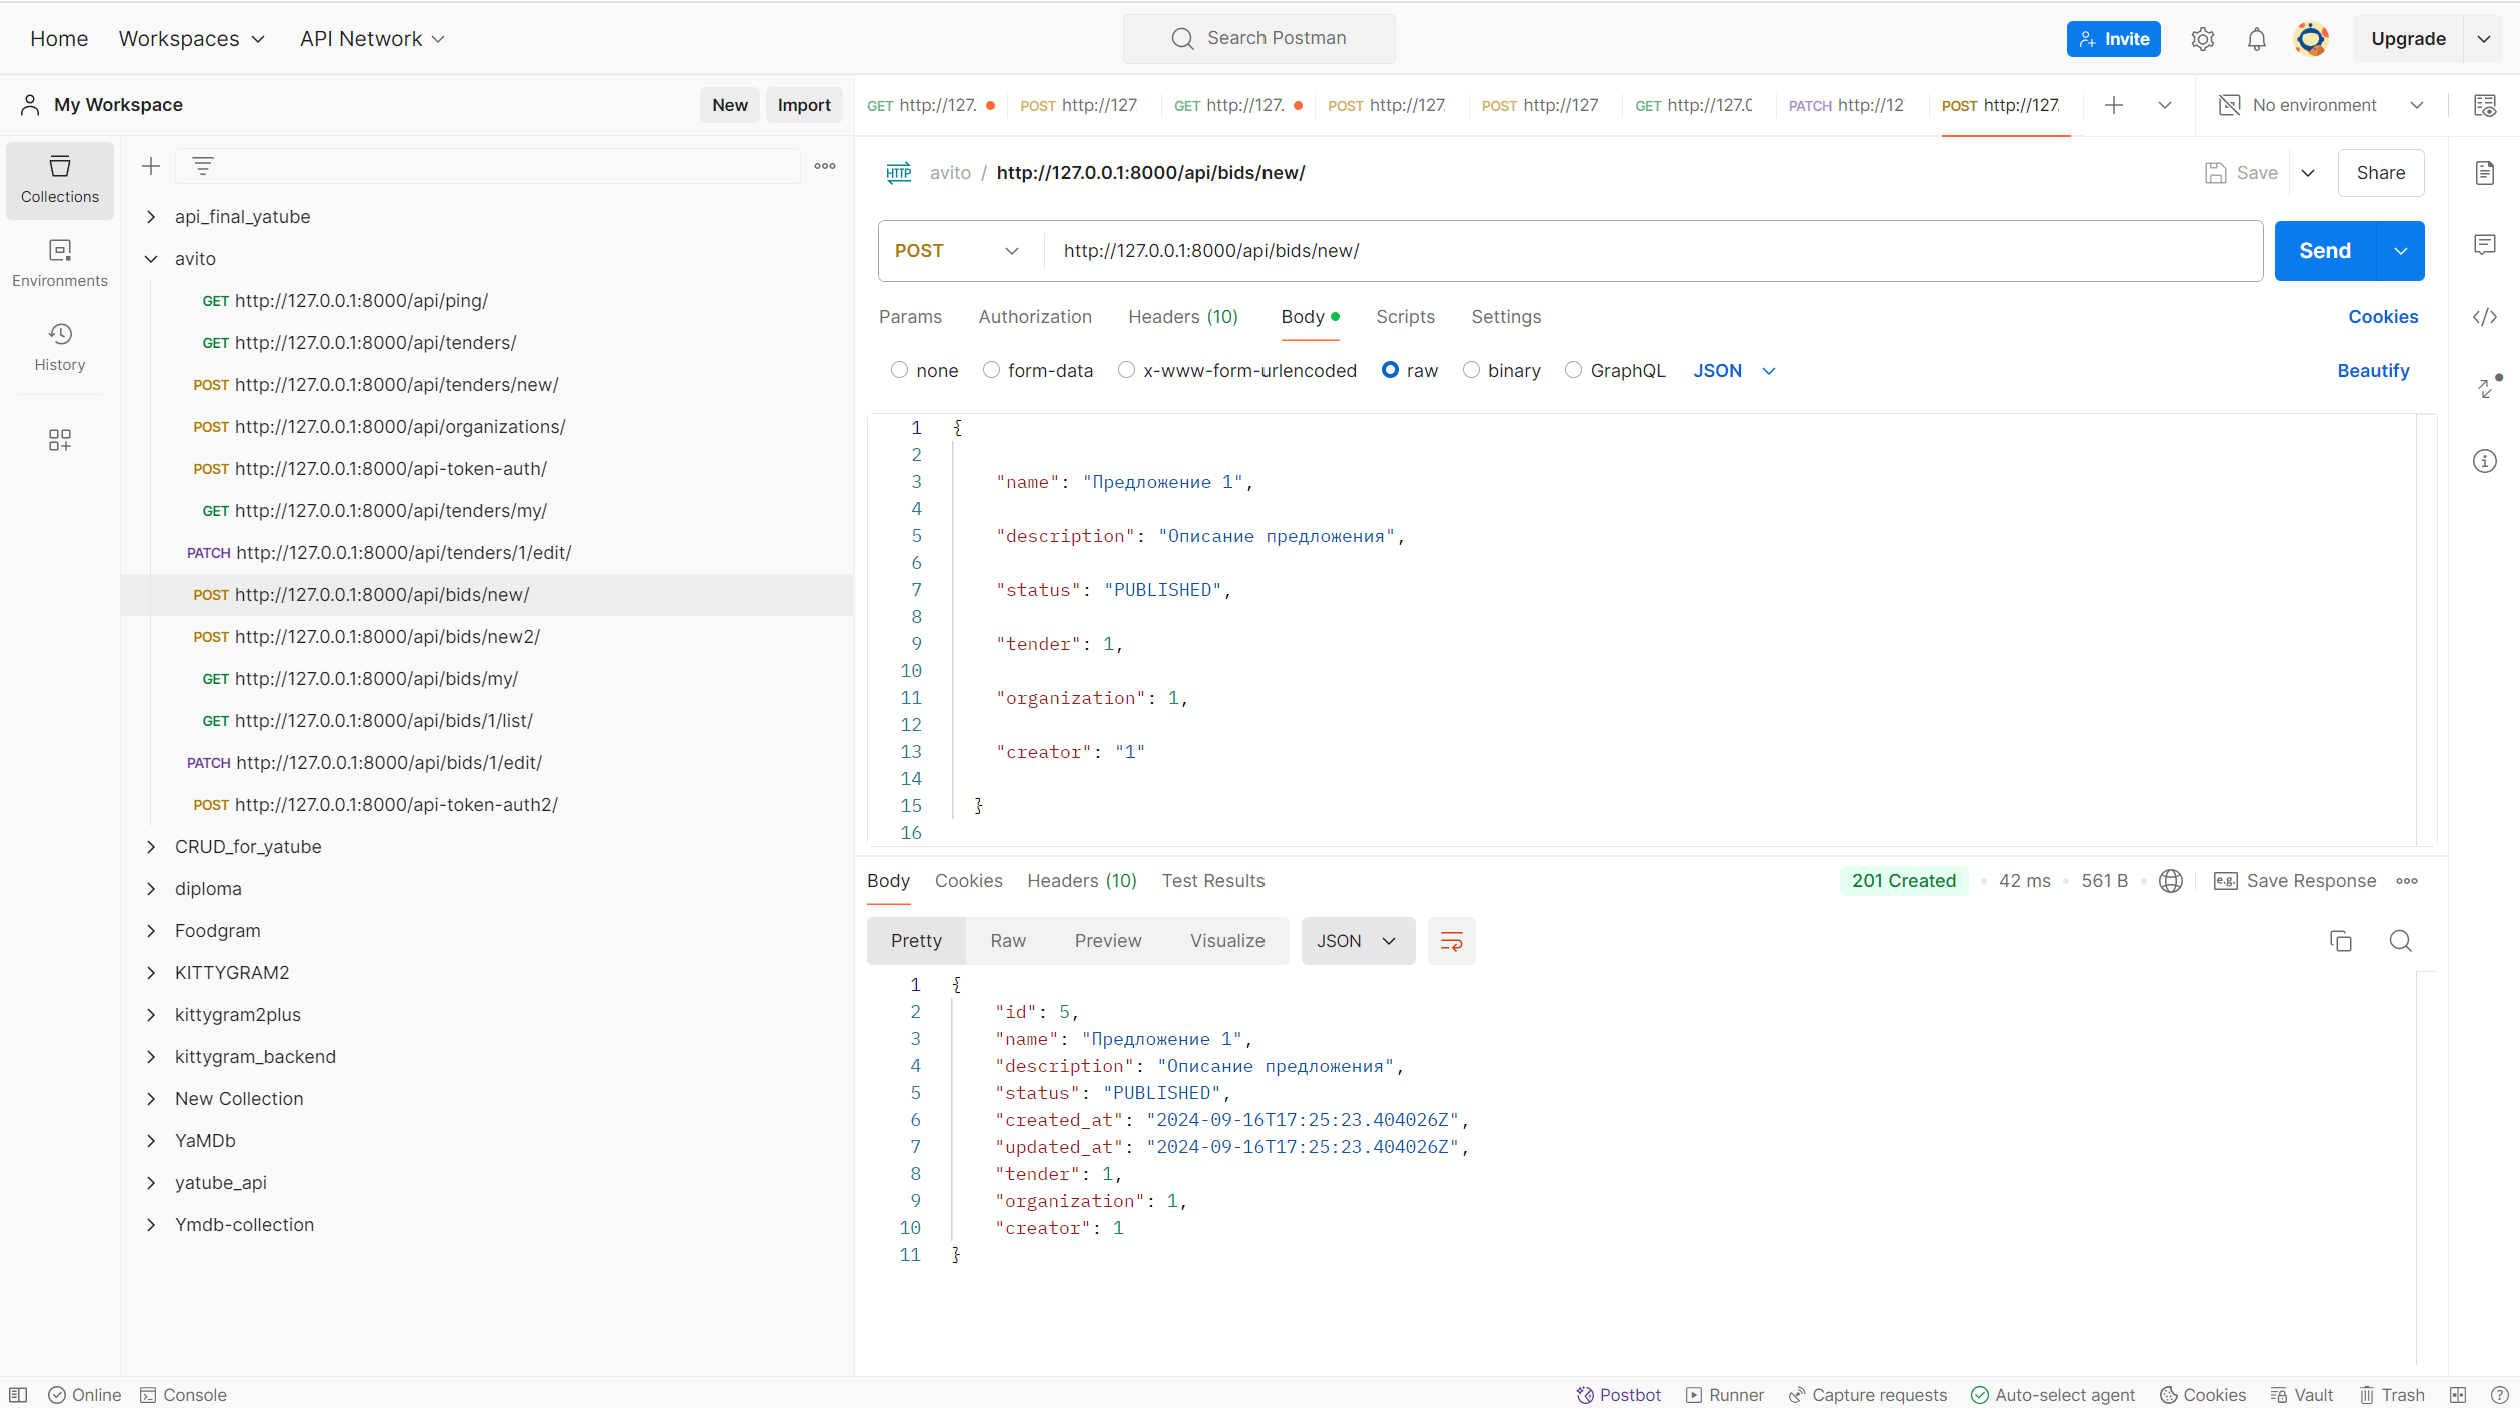 Home Workspaces API Network Search Postman Invite Upgrade
My Workspace New Import
GET http://127. POST http://127 GET http://127. POST http://127. POST http://127 GET http://127.0 PATCH http://12 POST http://127. No environment
Collections
Environments
History
api_final_yatube
avito
GET http://127.0.0.1:8000/api/ping/
GET http://127.0.0.1:8000/api/tenders/
POST http://127.0.0.1:8000/api/tenders/new/
POST http://127.0.0.1:8000/api/organizations/
POST http://127.0.0.1:8000/api-token-auth/
GET http://127.0.0.1:8000/api/tenders/my/
PATCH http://127.0.0.1:8000/api/tenders/1/edit/
POST http://127.0.0.1:8000/api/bids/new/
POST http://127.0.0.1:8000/api/bids/new2/
GET http://127.0.0.1:8000/api/bids/my/
GET http://127.0.0.1:8000/api/bids/1/list/
PATCH http://127.0.0.1:8000/api/bids/1/edit/
POST http://127.0.0.1:8000/api-token-auth2/
CRUD_for_yatube
diploma
Foodgram
KITTYGRAM2
kittygram2plus
kittygram_backend
New Collection
YaMDb
yatube_api
Ymdb-collection
HTTP avito / http://127.0.0.1:8000/api/bids/new/ Save Share
POST http://127.0.0.1:8000/api/bids/new/ Send
Params Authorization Headers (10) Body Scripts Settings Cookies
none form-data x-www-form-urlencoded raw binary GraphQL JSON Beautify
1 {
2
3 "name": "Предложение 1",
4
5 "description": "Описание предложения",
6
7 "status": "PUBLISHED",
8
9 "tender": 1,
10
11 "organization": 1,
12
13 "creator": "1"
14
15 }
16
Body Cookies Headers (10) Test Results 201 Created 42 ms 561 B e.g. Save Response
Pretty Raw Preview Visualize JSON
1 {
2 "id": 5,
3 "name": "Предложение 1",
4 "description": "Описание предложения",
5 "status": "PUBLISHED",
6 "created_at": "2024-09-16T17:25:23.404026Z",
7 "updated_at": "2024-09-16T17:25:23.404026Z",
8 "tender": 1,
9 "organization": 1,
10 "creator": 1
11 }
Online Console Postbot Runner Capture requests Auto-select agent Cookies Vault Trash